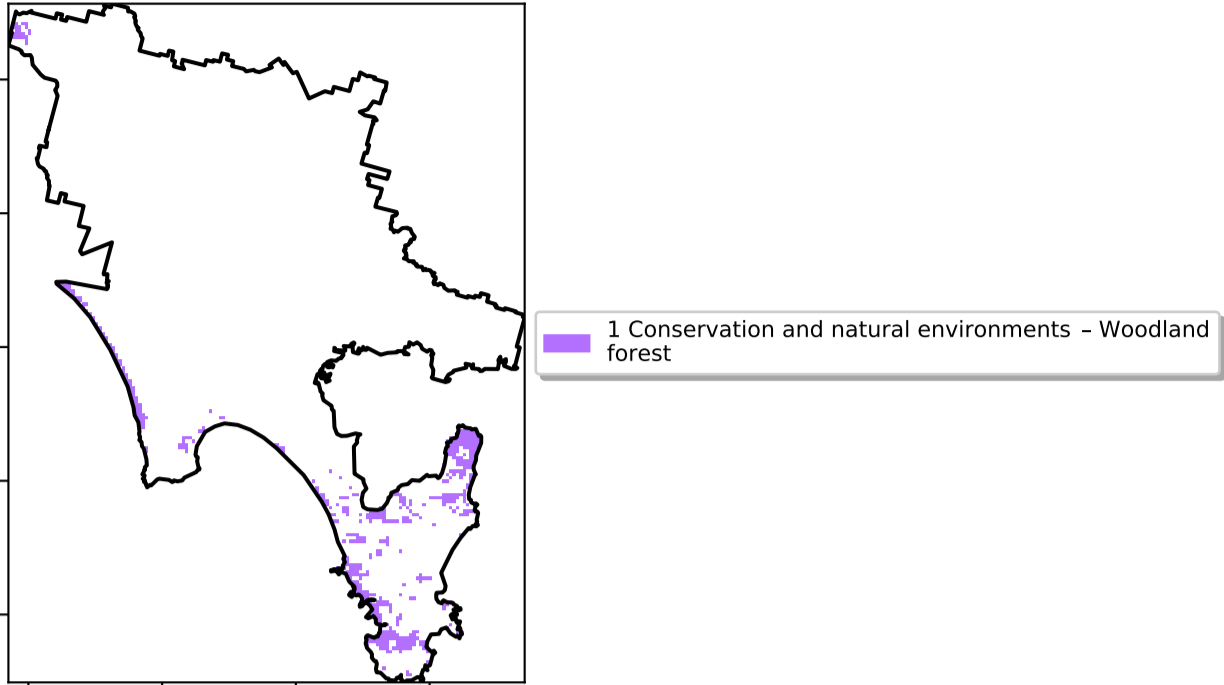 1 Conservation and natural environments – Woodland
forest